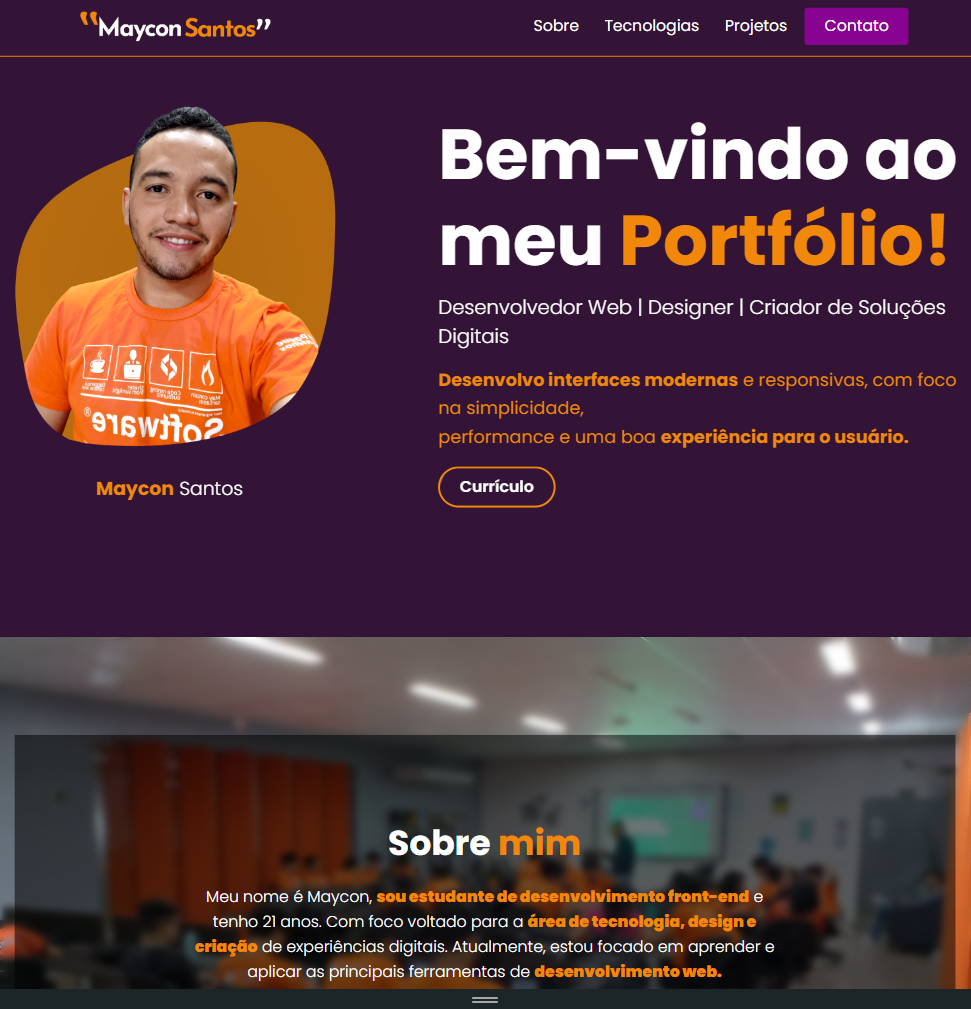 "Maycon Santos"
Sobre
Tecnologias
Projetos
Contato
Bem-vindo ao
meu Portfólio!
Desenvolvedor Web | Designer | Criador de Soluções
Digitais
Desenvolvo interfaces modernas e responsivas, com foco
na simplicidade,
performance e uma boa experiência para o usuário.
Currículo
Software®
Maycon Santos
Sobre mim
Meu nome é Maycon, sou estudante de desenvolvimento front-end e
tenho 21 anos. Com foco voltado para a área de tecnologia, design e
criação de experiências digitais. Atualmente, estou focado em aprender e
aplicar as principais ferramentas de desenvolvimento web.